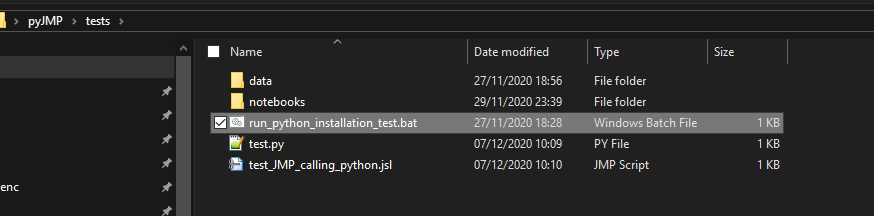 pyJMP > tests >
Name Date modified Type Size
data 27/11/2020 18:56 File folder
notebooks 29/11/2020 23:39 File folder
run_python_installation_test.bat 27/11/2020 18:28 Windows Batch File 1 KB
test.py 07/12/2020 10:09 PY File 1 KB
test_JMP_calling_python.jsl 07/12/2020 10:10 JMP Script 1 KB
enc